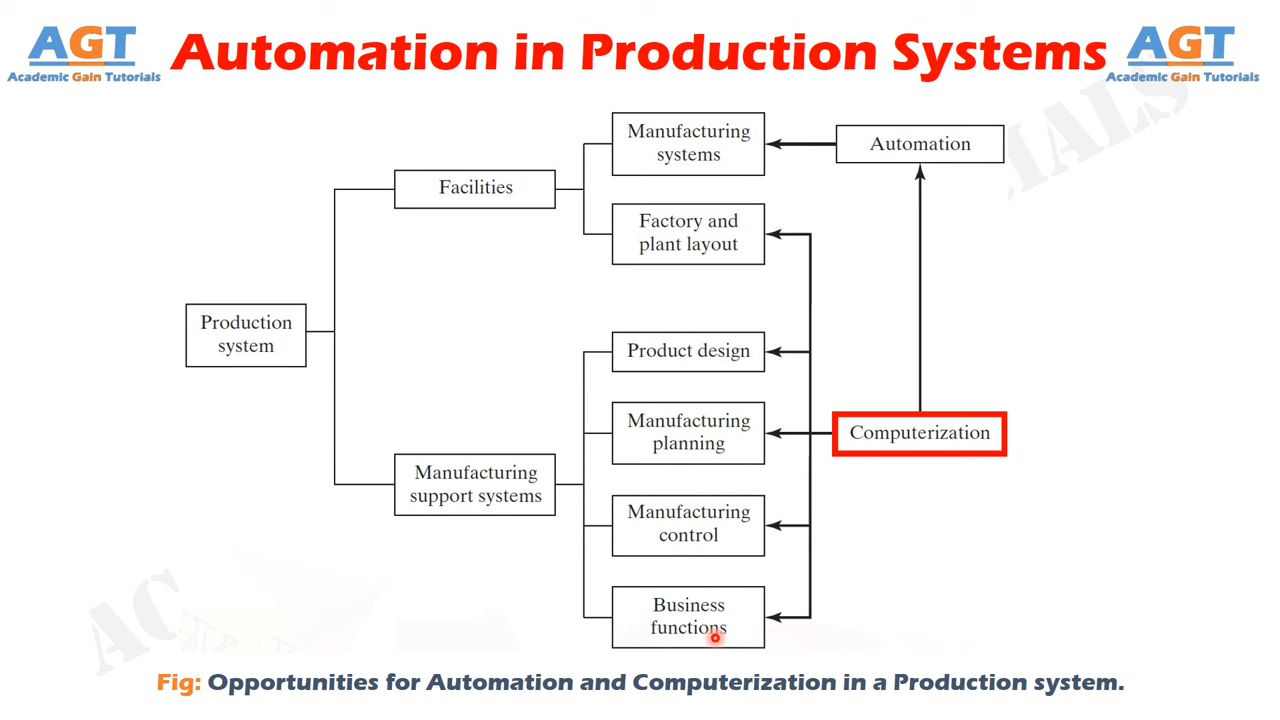 AGT
Academic Gain Tutorials
Automation in Production Systems
AGT
Academic Gain Tutorials
Manufacturing
systems
Automation
Facilities
Factory and
plant layout
Production
system
Product design
Manufacturing
planning
Computerization
Manufacturing
support systems
Manufacturing
control
Business
functions
Fig: Opportunities for Automation and Computerization in a Production system.